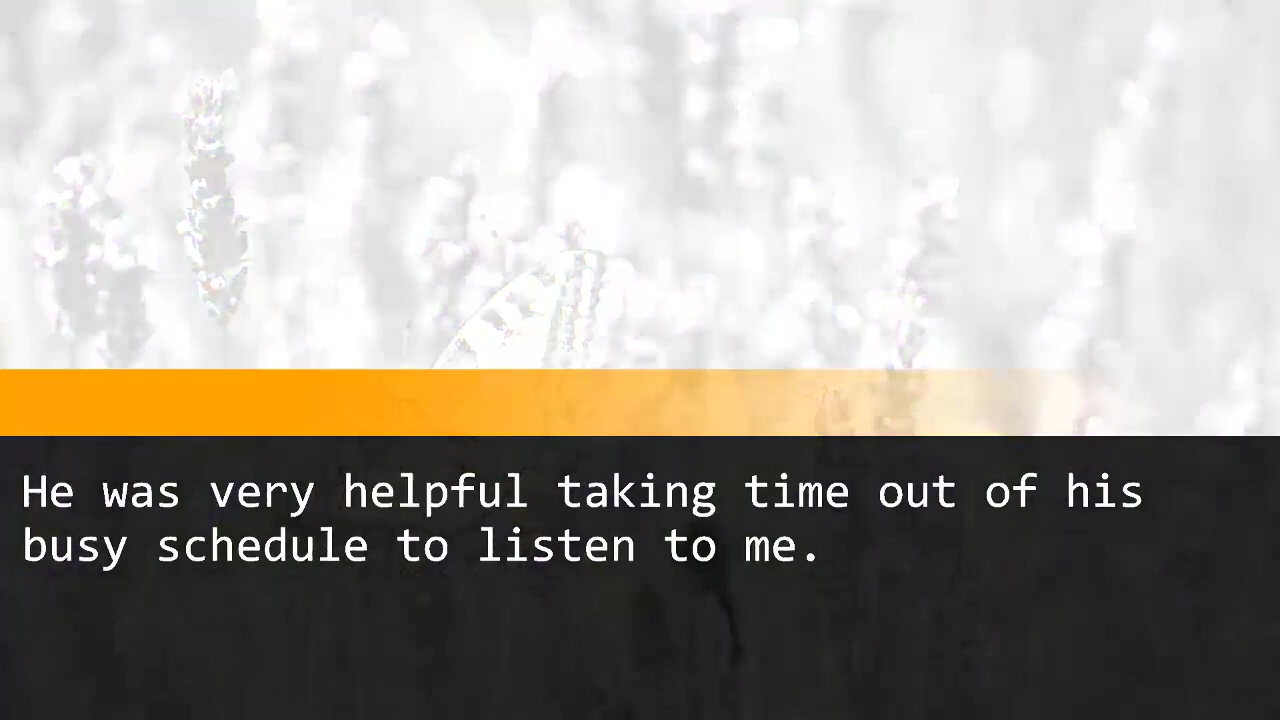 He was very helpful taking time out of his
busy schedule to listen to me.